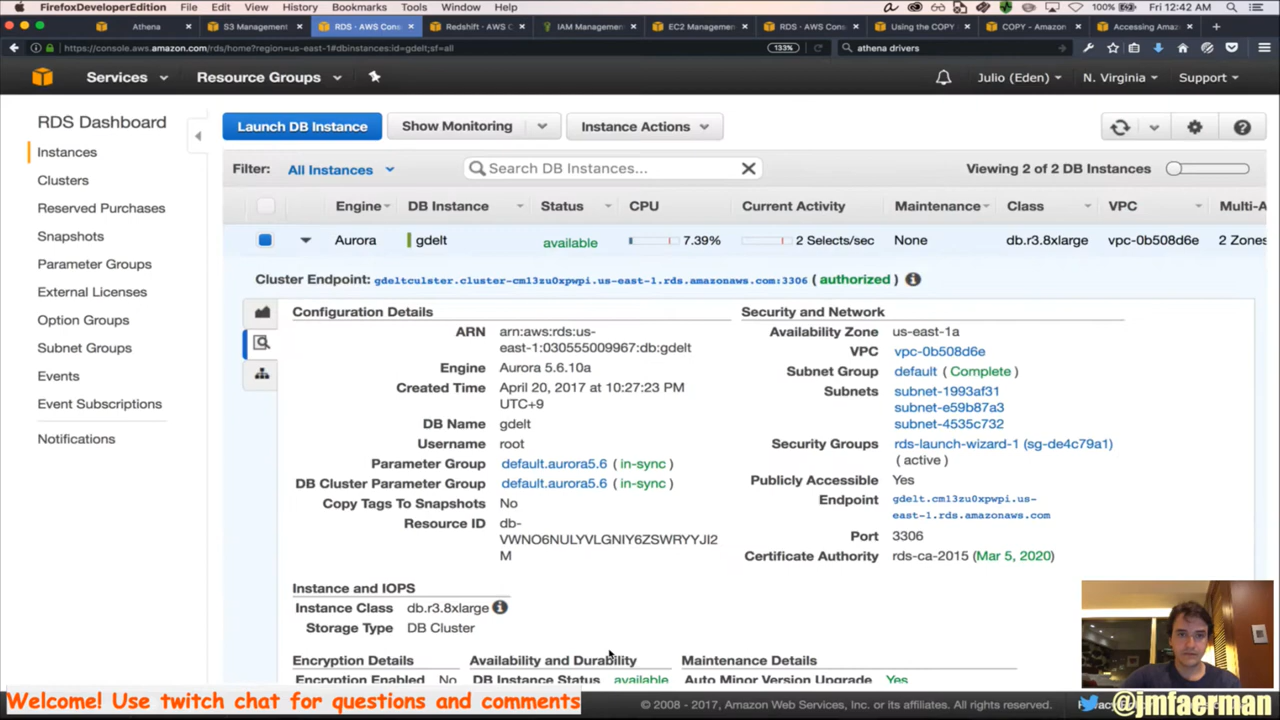 FirefoxDeveloperEdition File Edit View History Bookmarks Tools Window Help 100% Fri 12:42 AM
Athena S3 Management RDS - AWS Cons Redshift - AWS C IAM Managemen EC2 Managemen RDS - AWS Con Using the COPY COPY - Amazon Accessing Amaz
https://console.aws.amazon.com/rds/home?region=us-east-1#dbinstances:id=gdelt;sf=all 133% athena drivers
Services Resource Groups Julio (Eden) N. Virginia Support
RDS Dashboard
Instances
Clusters
Reserved Purchases
Snapshots
Parameter Groups
External Licenses
Option Groups
Subnet Groups
Events
Event Subscriptions
Notifications
Launch DB Instance Show Monitoring Instance Actions
Filter: All Instances Search DB Instances... Viewing 2 of 2 DB Instances
Engine DB Instance Status CPU Current Activity Maintenance Class VPC Multi-A
Aurora gdelt available 7.39% 2 Selects/sec None db.r3.8xlarge vpc-0b508d6e 2 Zones
Cluster Endpoint: gdeltculster.cluster-cm13zu0xpwpi.us-east-1.rds.amazonaws.com:3306 ( authorized )
Configuration Details
ARN arn:aws:rds:us-
east-1:030555009967:db:gdelt
Engine Aurora 5.6.10a
Created Time April 20, 2017 at 10:27:23 PM
UTC+9
DB Name gdelt
Username root
Parameter Group default.aurora5.6 ( in-sync )
DB Cluster Parameter Group default.aurora5.6 ( in-sync )
Copy Tags To Snapshots No
Resource ID db-
VWNO6NULYVLGNIY6ZSWRYYJI2
M
Security and Network
Availability Zone us-east-1a
VPC vpc-0b508d6e
Subnet Group default ( Complete )
Subnets subnet-1993af31
subnet-e59b87a3
subnet-4535c732
Security Groups rds-launch-wizard-1 (sg-de4c79a1)
( active )
Publicly Accessible Yes
Endpoint gdelt.cm13zu0xpwpi.us-
east-1.rds.amazonaws.com
Port 3306
Certificate Authority rds-ca-2015 (Mar 5, 2020)
Instance and IOPS
Instance Class db.r3.8xlarge
Storage Type DB Cluster
Encryption Details Availability and Durability Maintenance Details
Encryption Enabled No DB Instance Status available Auto Minor Version Upgrade Yes
Welcome! Use twitch chat for questions and comments
© 2008 - 2017, Amazon Web Services, Inc. or its affiliates. All rights reserved.
@jmfaerman